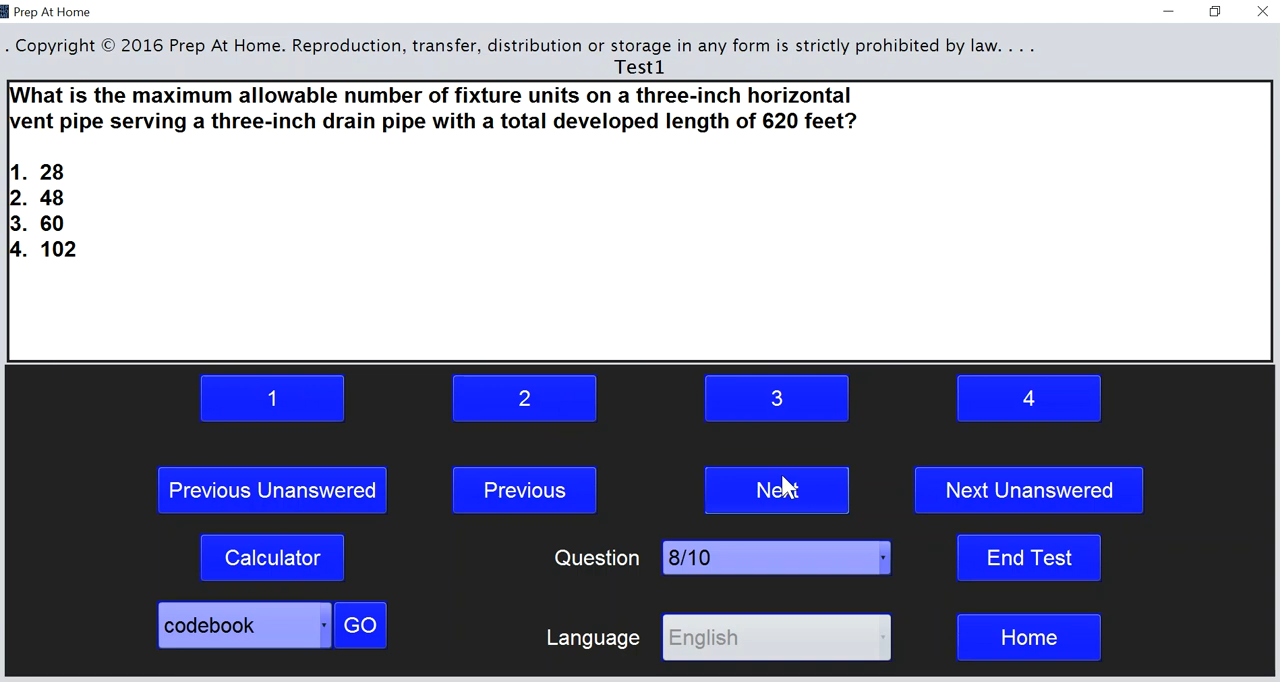 Prep At Home
. Copyright © 2016 Prep At Home. Reproduction, transfer, distribution or storage in any form is strictly prohibited by law. . . .
Test1
What is the maximum allowable number of fixture units on a three-inch horizontal
vent pipe serving a three-inch drain pipe with a total developed length of 620 feet?
1. 28
2. 48
3. 60
4. 102
1 2 3 4
Previous Unanswered Previous Next Next Unanswered
Calculator Question 8/10 End Test
codebook GO Language English Home